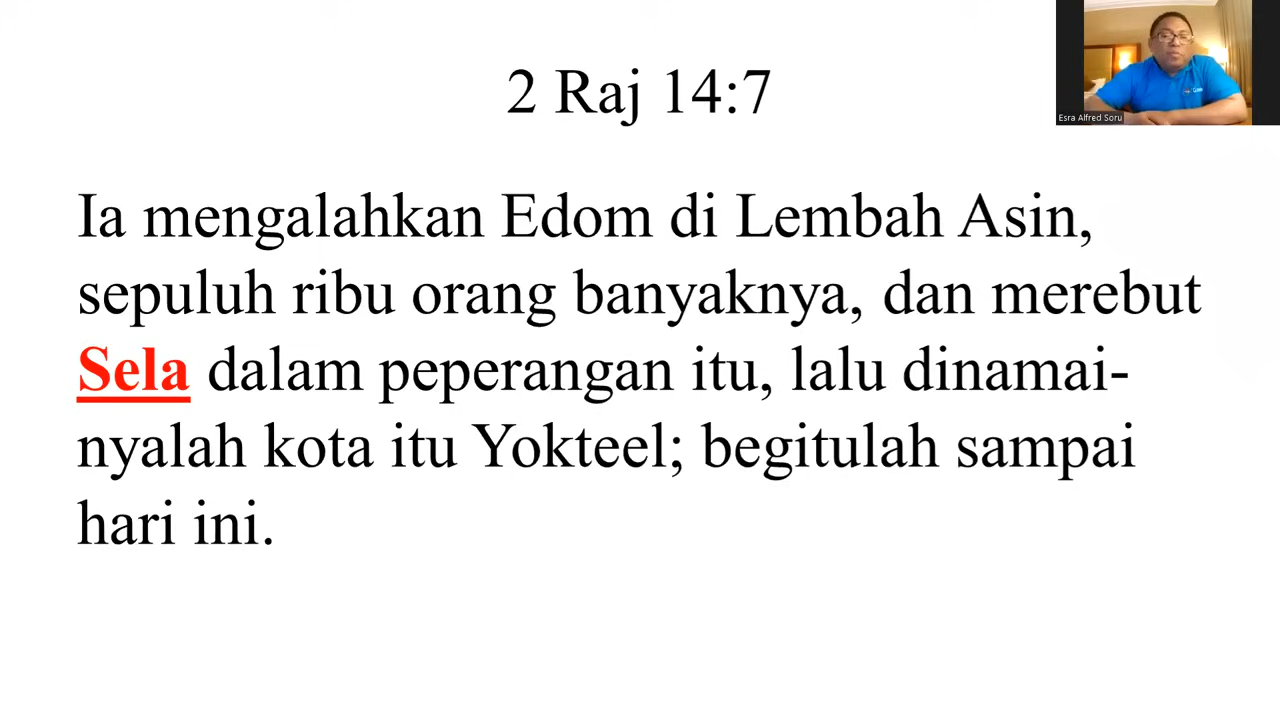 2 Raj 14:7
Esra Alfred Soru
Ia mengalahkan Edom di Lembah Asin,
sepuluh ribu orang banyaknya, dan merebut
Sela dalam peperangan itu, lalu dinamai-
nyalah kota itu Yokteel; begitulah sampai
hari ini.